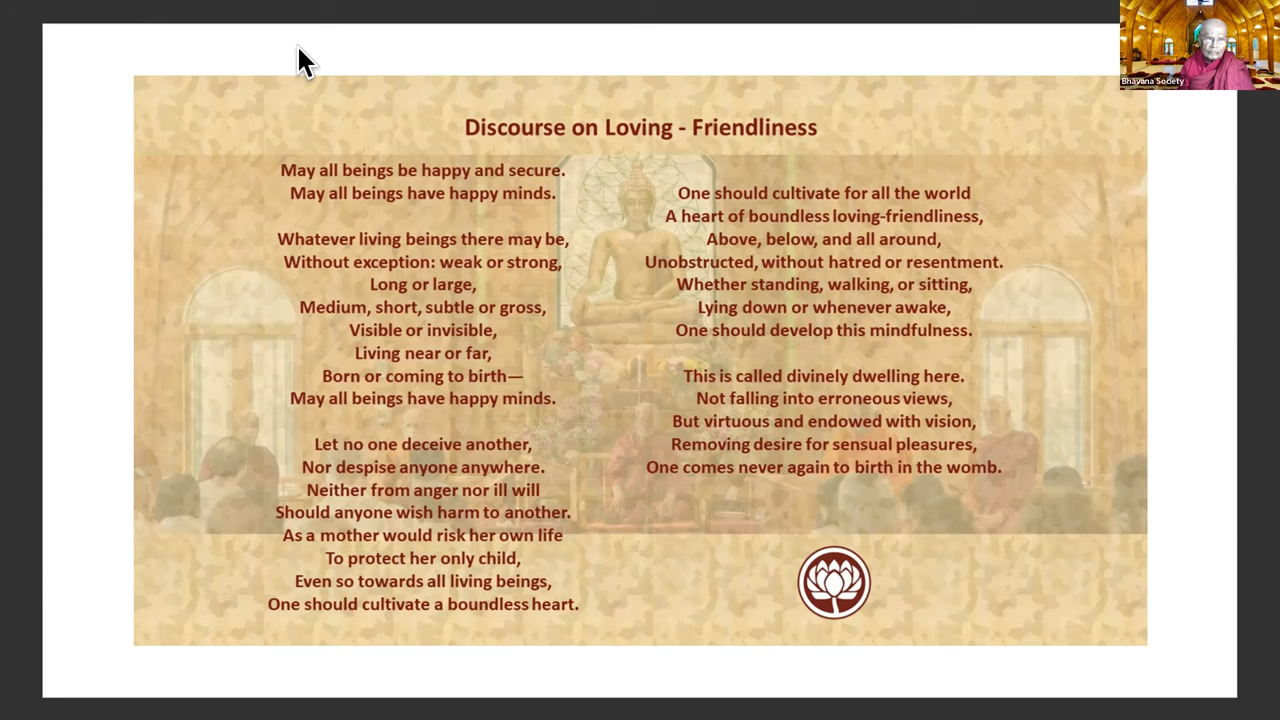 Bhavana Society
Discourse on Loving - Friendliness
May all beings be happy and secure.
May all beings have happy minds.
Whatever living beings there may be,
Without exception: weak or strong,
Long or large,
Medium, short, subtle or gross,
Visible or invisible,
Living near or far,
Born or coming to birth—
May all beings have happy minds.
Let no one deceive another,
Nor despise anyone anywhere.
Neither from anger nor ill will
Should anyone wish harm to another.
As a mother would risk her own life
To protect her only child,
Even so towards all living beings,
One should cultivate a boundless heart.
One should cultivate for all the world
A heart of boundless loving-friendliness,
Above, below, and all around,
Unobstructed, without hatred or resentment.
Whether standing, walking, or sitting,
Lying down or whenever awake,
One should develop this mindfulness.
This is called divinely dwelling here.
Not falling into erroneous views,
But virtuous and endowed with vision,
Removing desire for sensual pleasures,
One comes never again to birth in the womb.